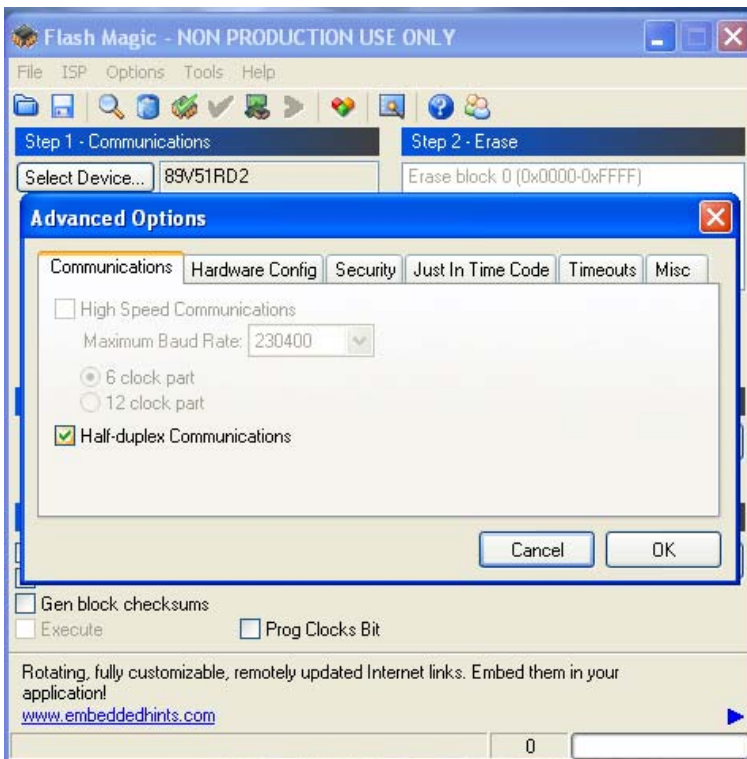 Flash Magic - NON PRODUCTION USE ONLY
File ISP Options Tools Help
Step 1 - Communications Step 2 - Erase
Select Device... 89V51RD2 Erase block 0 (0x0000-0xFFFF)
Advanced Options
Communications Hardware Config Security Just In Time Code Timeouts Misc
High Speed Communications
Maximum Baud Rate: 230400
6 clock part
12 clock part
Half-duplex Communications
Cancel OK
Gen block checksums
Execute Prog Clocks Bit
Rotating, fully customizable, remotely updated Internet links. Embed them in your
application!
www.embeddedhints.com
0